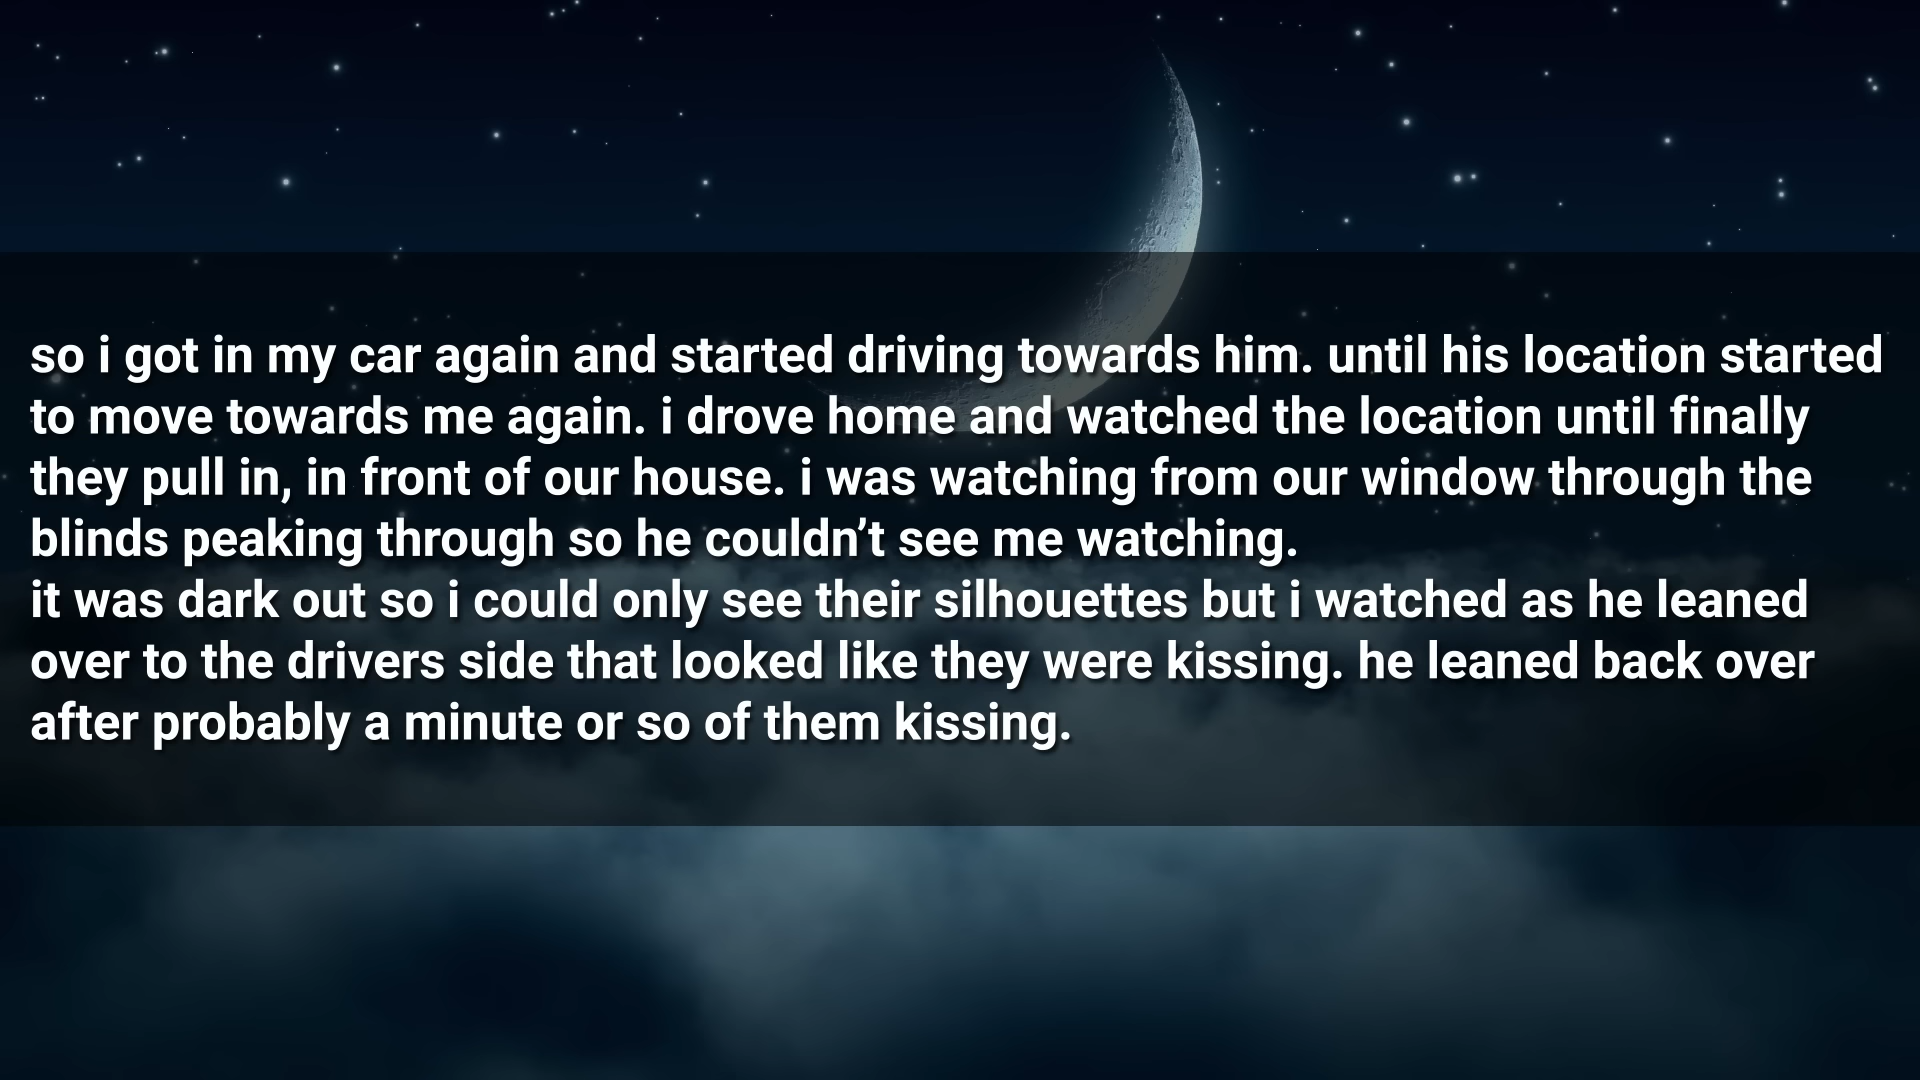 so i got in my car again and started driving towards him. until his location started
to move towards me again. i drove home and watched the location until finally
they pull in, in front of our house. i was watching from our window through the
blinds peaking through so he couldn’t see me watching.
it was dark out so i could only see their silhouettes but i watched as he leaned
over to the drivers side that looked like they were kissing. he leaned back over
after probably a minute or so of them kissing.